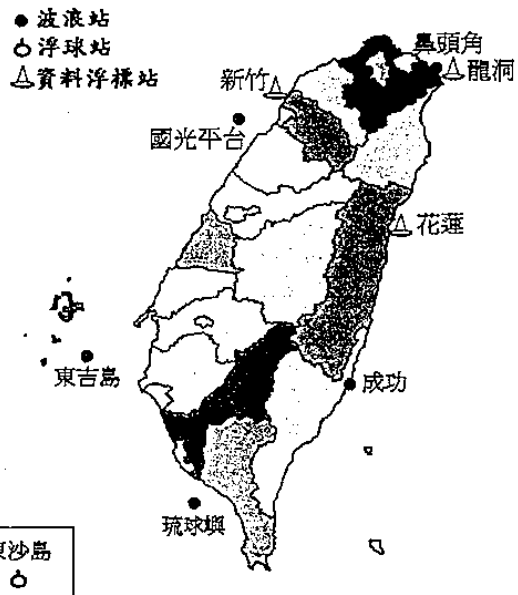 波浪站
浮球站
資料浮標站
鼻頭角
龍洞
新竹
國光平台
花蓮
東吉島
成功
琉球嶼
東沙島